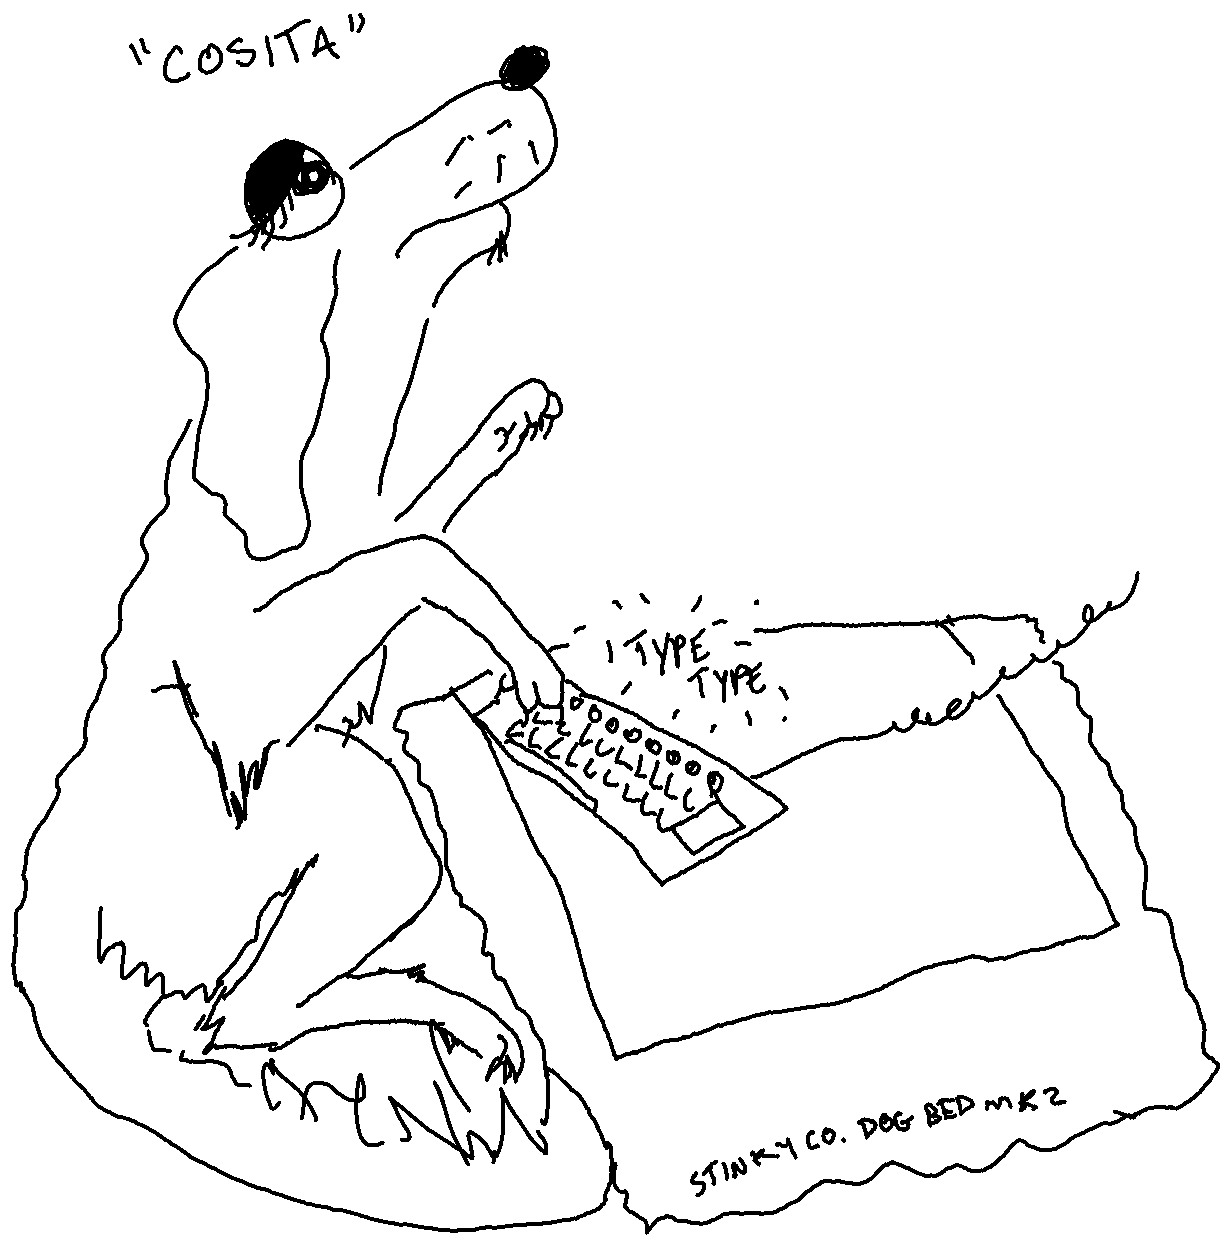 "COSITA"
TYPE
TYPE
STINKY CO. DOG BED MK2